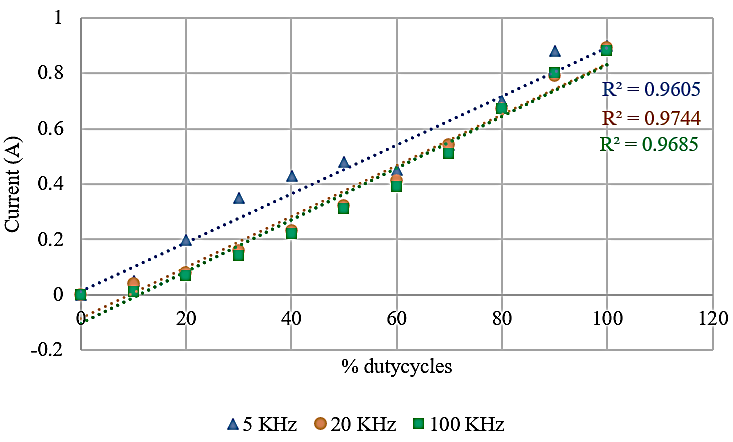 1
0.8
0.6
0.4
0.2
0
-0.2
Current (A)
R² = 0.9605
R² = 0.9744
R² = 0.9685
0 20 40 60 80 100 120
% dutycycles
5 KHz 20 KHz 100 KHz